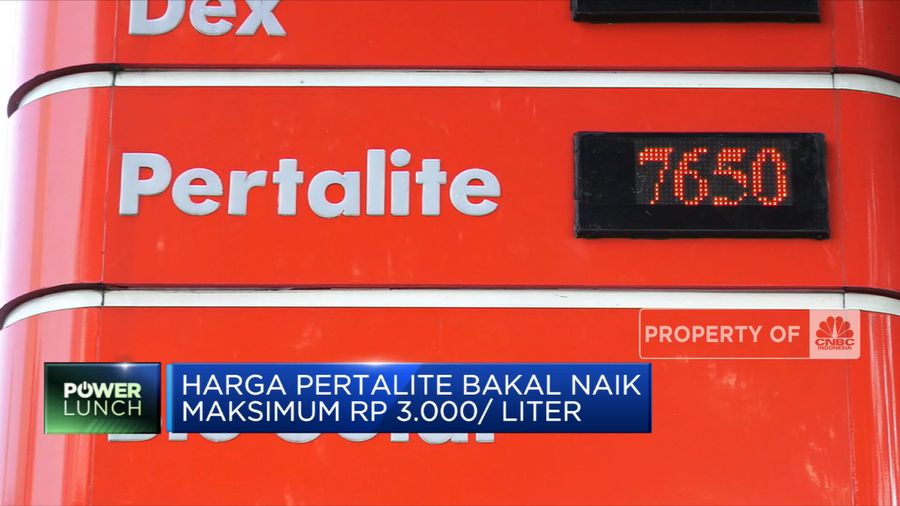 Dex
Pertalite
7650
PROPERTY OF
CNBC
INDONESIA
POWER
LUNCH
HARGA PERTALITE BAKAL NAIK
MAKSIMUM RP 3.000/ LITER